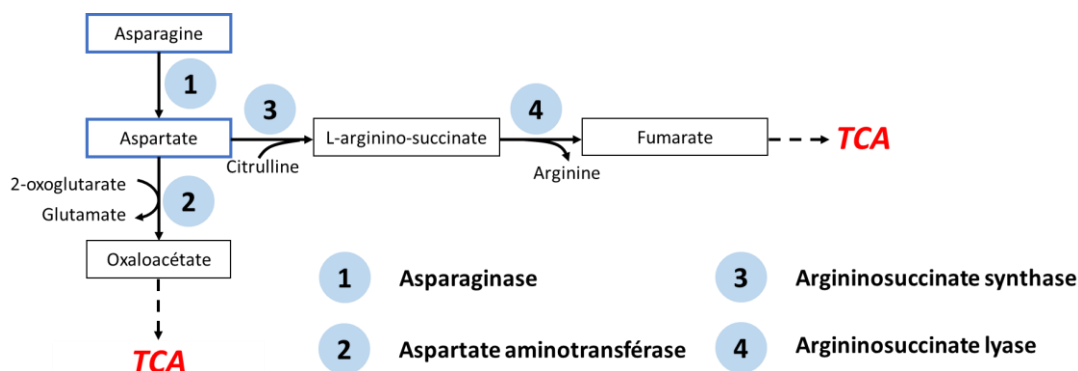 Asparagine
1
3
4
Aspartate
L-arginino-succinate
Fumarate
TCA
Citrulline
Arginine
2-oxoglutarate
Glutamate
2
Oxaloacétate
TCA
1 Asparaginase
3 Argininosuccinate synthase
2 Aspartate aminotransférase
4 Argininosuccinate lyase